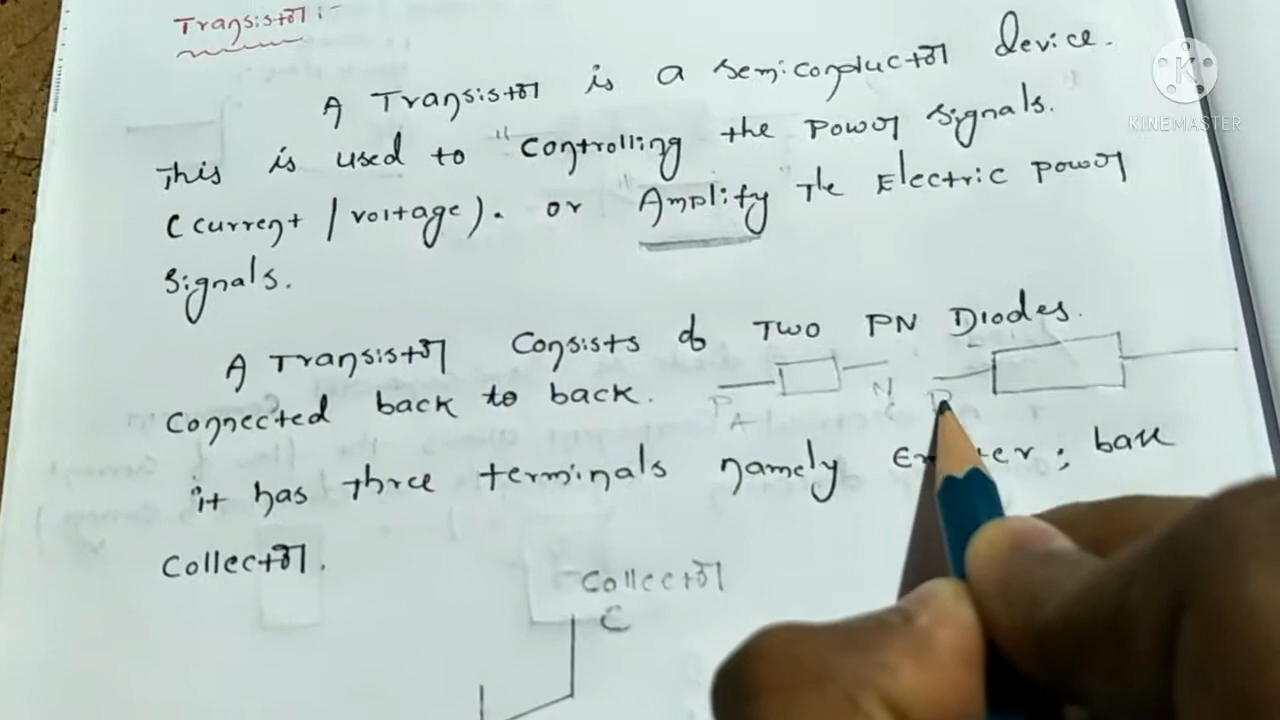 Transistor :-
A Transistor is a semiconductor device.
This is used to "controlling the power signals.
(current / voltage). or "Amplify The Electric power
signals.
A Transistor Consists of TWO PN Diodes.
Connected back to back.
P N P
A C
it has three terminals namely base
Collector.
Collector
C
K
KINEMASTER